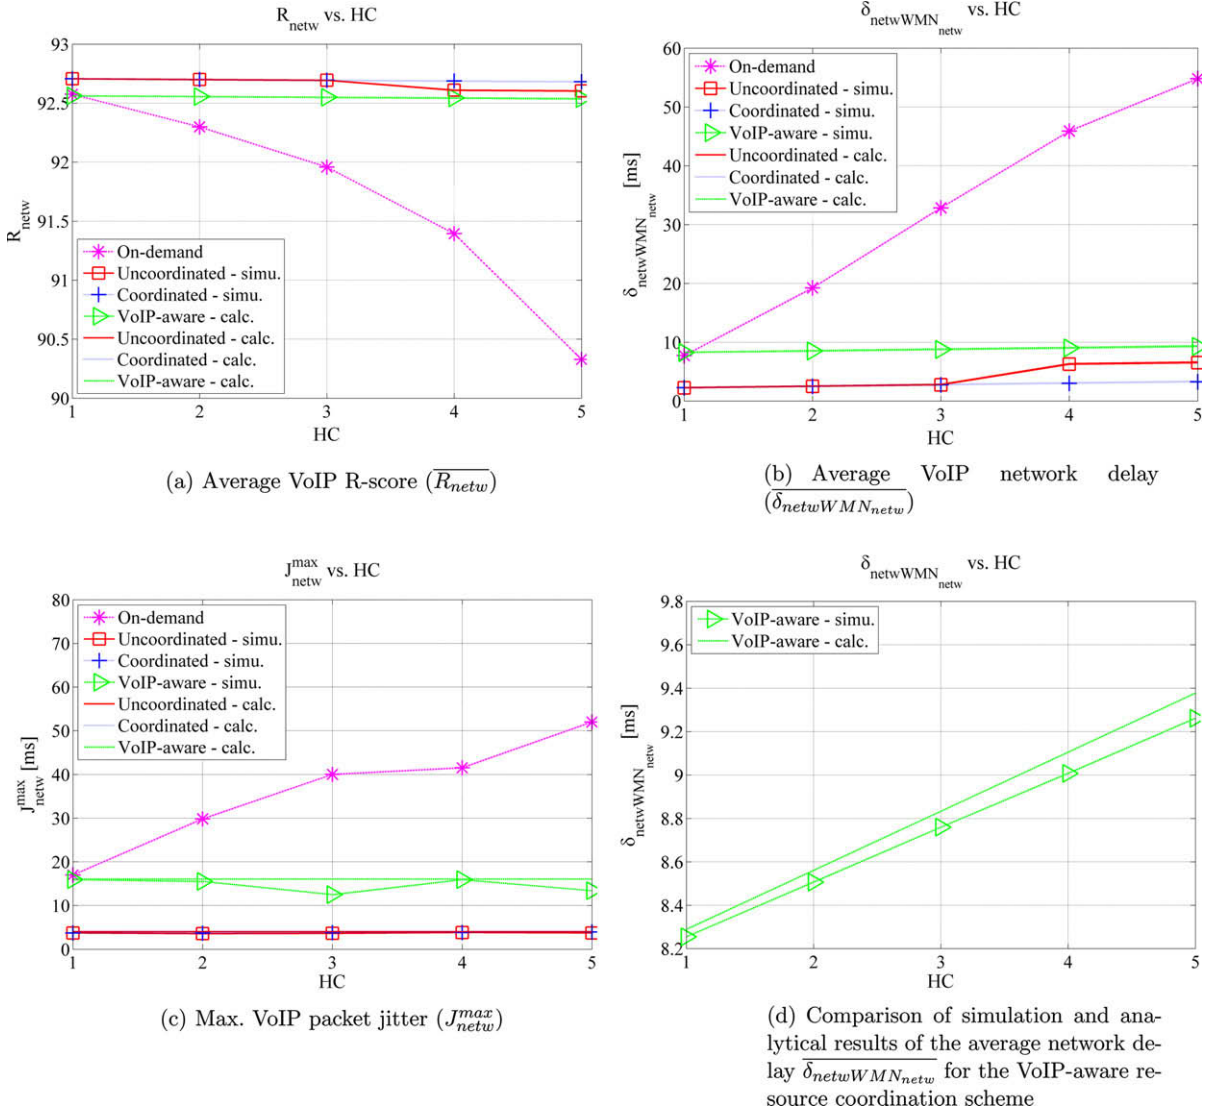 R_netw vs. HC
93
92.5
92
91.5
91
90.5
90
R_netw
On-demand
Uncoordinated - simu.
Coordinated - simu.
VoIP-aware - calc.
Uncoordinated - calc.
Coordinated - calc.
VoIP-aware - calc.
1 2 3 4 5
HC
(a) Average VoIP R-score (R_netw)
δ_netwWMN_netw vs. HC
60
50
40
30
20
10
0
δ_netwWMN_netw [ms]
On-demand
Uncoordinated - simu.
Coordinated - simu.
VoIP-aware - simu.
Uncoordinated - calc.
Coordinated - calc.
VoIP-aware - calc.
1 2 3 4 5
HC
(b) Average VoIP network delay
(δ_netwWMN_netw)
J_netw^max vs. HC
80
70
60
50
40
30
20
10
0
J_netw^max [ms]
On-demand
Uncoordinated - simu.
Coordinated - simu.
VoIP-aware - simu.
Uncoordinated - calc.
Coordinated - calc.
VoIP-aware - calc.
1 2 3 4 5
HC
(c) Max. VoIP packet jitter (J_netw^max)
δ_netwWMN_netw vs. HC
9.8
9.6
9.4
9.2
9
8.8
8.6
8.4
8.2
δ_netwWMN_netw [ms]
VoIP-aware - simu.
VoIP-aware - calc.
1 2 3 4 5
HC
(d) Comparison of simulation and ana-
lytical results of the average network de-
lay δ_netwWMN_netw for the VoIP-aware re-
source coordination scheme